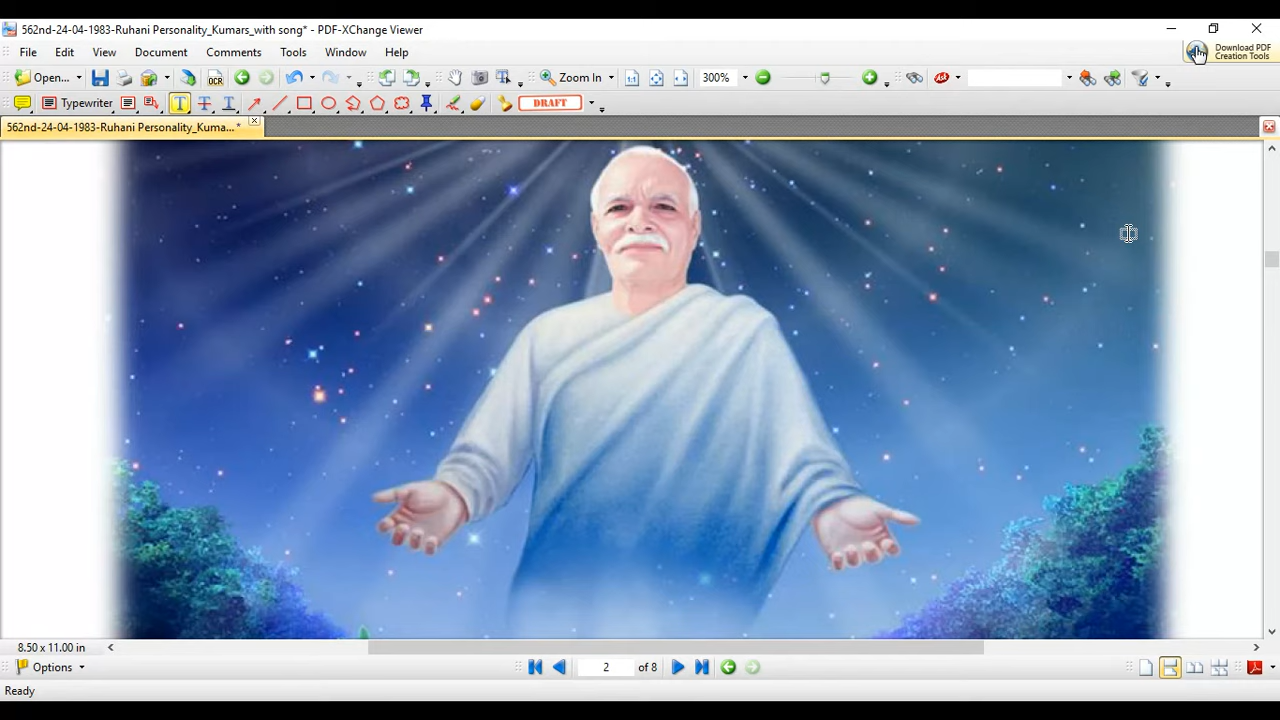 562nd-24-04-1983-Ruhani Personality_Kumars_with song* - PDF-XChange Viewer
File Edit View Document Comments Tools Window Help
Download PDF Creation Tools
Open... OCR Zoom In 300%
Typewriter T T T DRAFT
562nd-24-04-1983-Ruhani Personality_Kuma... *
8.50 x 11.00 in
Options 2 of 8
Ready